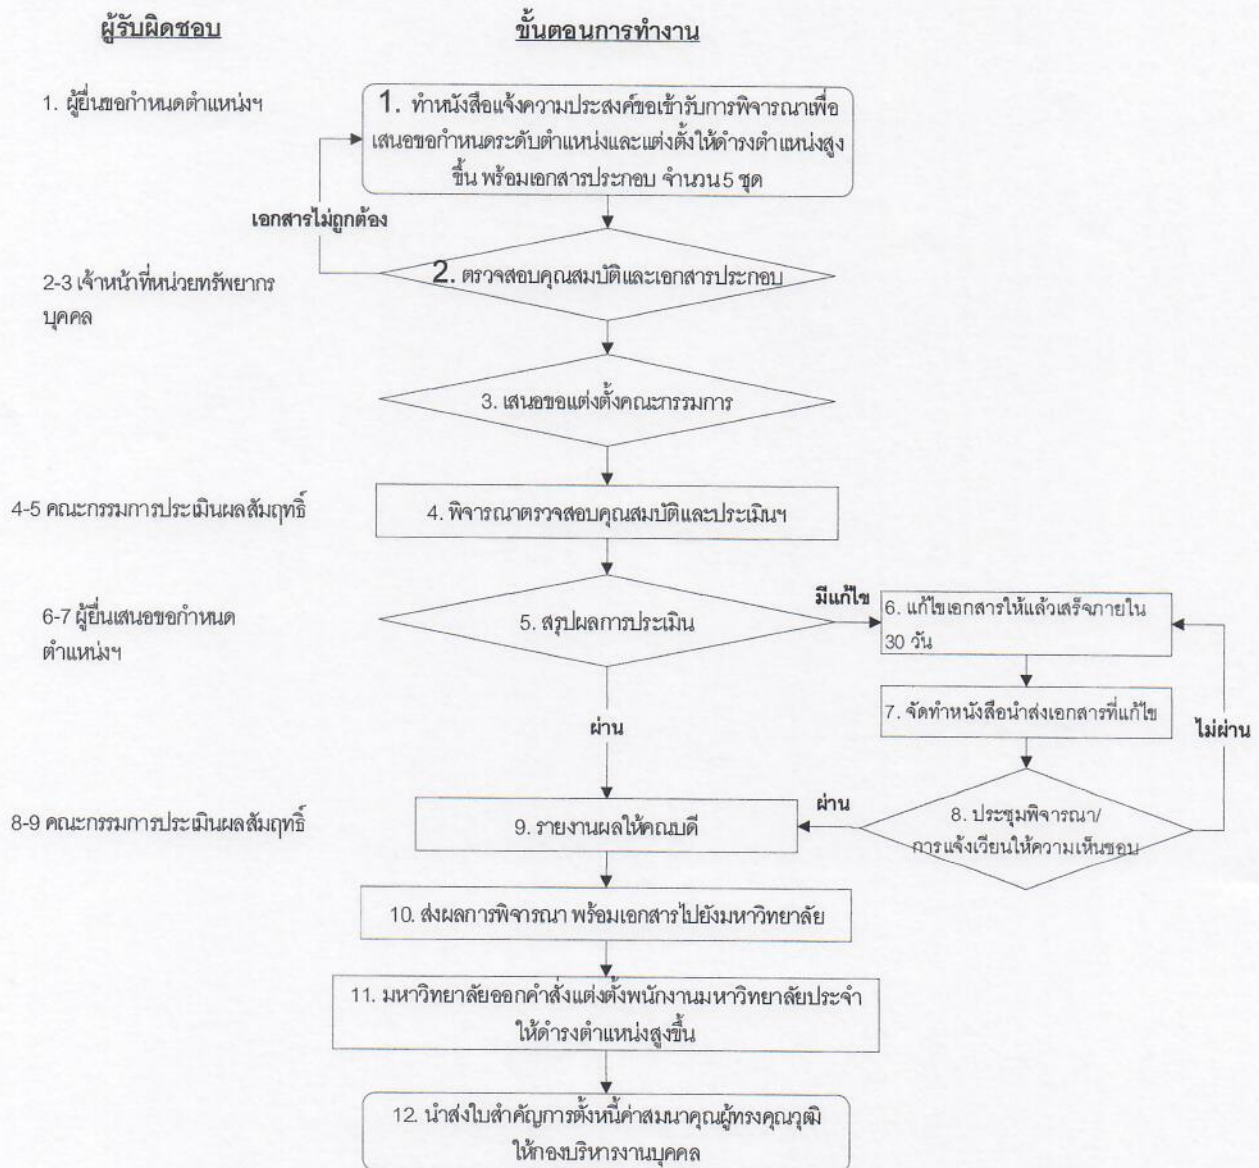 ผู้รับผิดชอบ
ขั้นตอนการทำงาน
1. ผู้ยื่นขอกำหนดตำแหน่งฯ
1. ทำหนังสือแจ้งความประสงค์ขอเข้ารับการพิจารณาเพื่อ
เสนอขอกำหนดระดับตำแหน่งและแต่งตั้งให้ดำรงตำแหน่งสูง
ขึ้น พร้อมเอกสารประกอบ จำนวน 5 ชุด
เอกสารไม่ถูกต้อง
2-3 เจ้าหน้าที่หน่วยทรัพยากร
บุคคล
2. ตรวจสอบคุณสมบัติและเอกสารประกอบ
3. เสนอขอแต่งตั้งคณะกรรมการ
4-5 คณะกรรมการประเมินผลสัมฤทธิ์
4. พิจารณาตรวจสอบคุณสมบัติและประเมินฯ
6-7 ผู้ยื่นเสนอขอกำหนด
ตำแหน่งฯ
5. สรุปผลการประเมิน
มีแก้ไข
6. แก้ไขเอกสารให้แล้วเสร็จภายใน
30 วัน
7. จัดทำหนังสือนำส่งเอกสารที่แก้ไข
ไม่ผ่าน
ผ่าน
8-9 คณะกรรมการประเมินผลสัมฤทธิ์
9. รายงานผลให้คณบดี
ผ่าน
8. ประชุมพิจารณา/
การแจ้งเวียนให้ความเห็นชอบ
10. ส่งผลการพิจารณา พร้อมเอกสารไปยังมหาวิทยาลัย
11. มหาวิทยาลัยออกคำสั่งแต่งตั้งพนักงานมหาวิทยาลัยประจำ
ให้ดำรงตำแหน่งสูงขึ้น
12. นำส่งใบสำคัญการตั้งหนี้ค่าสมนาคุณผู้ทรงคุณวุฒิ
ให้กองบริหารงานบุคคล